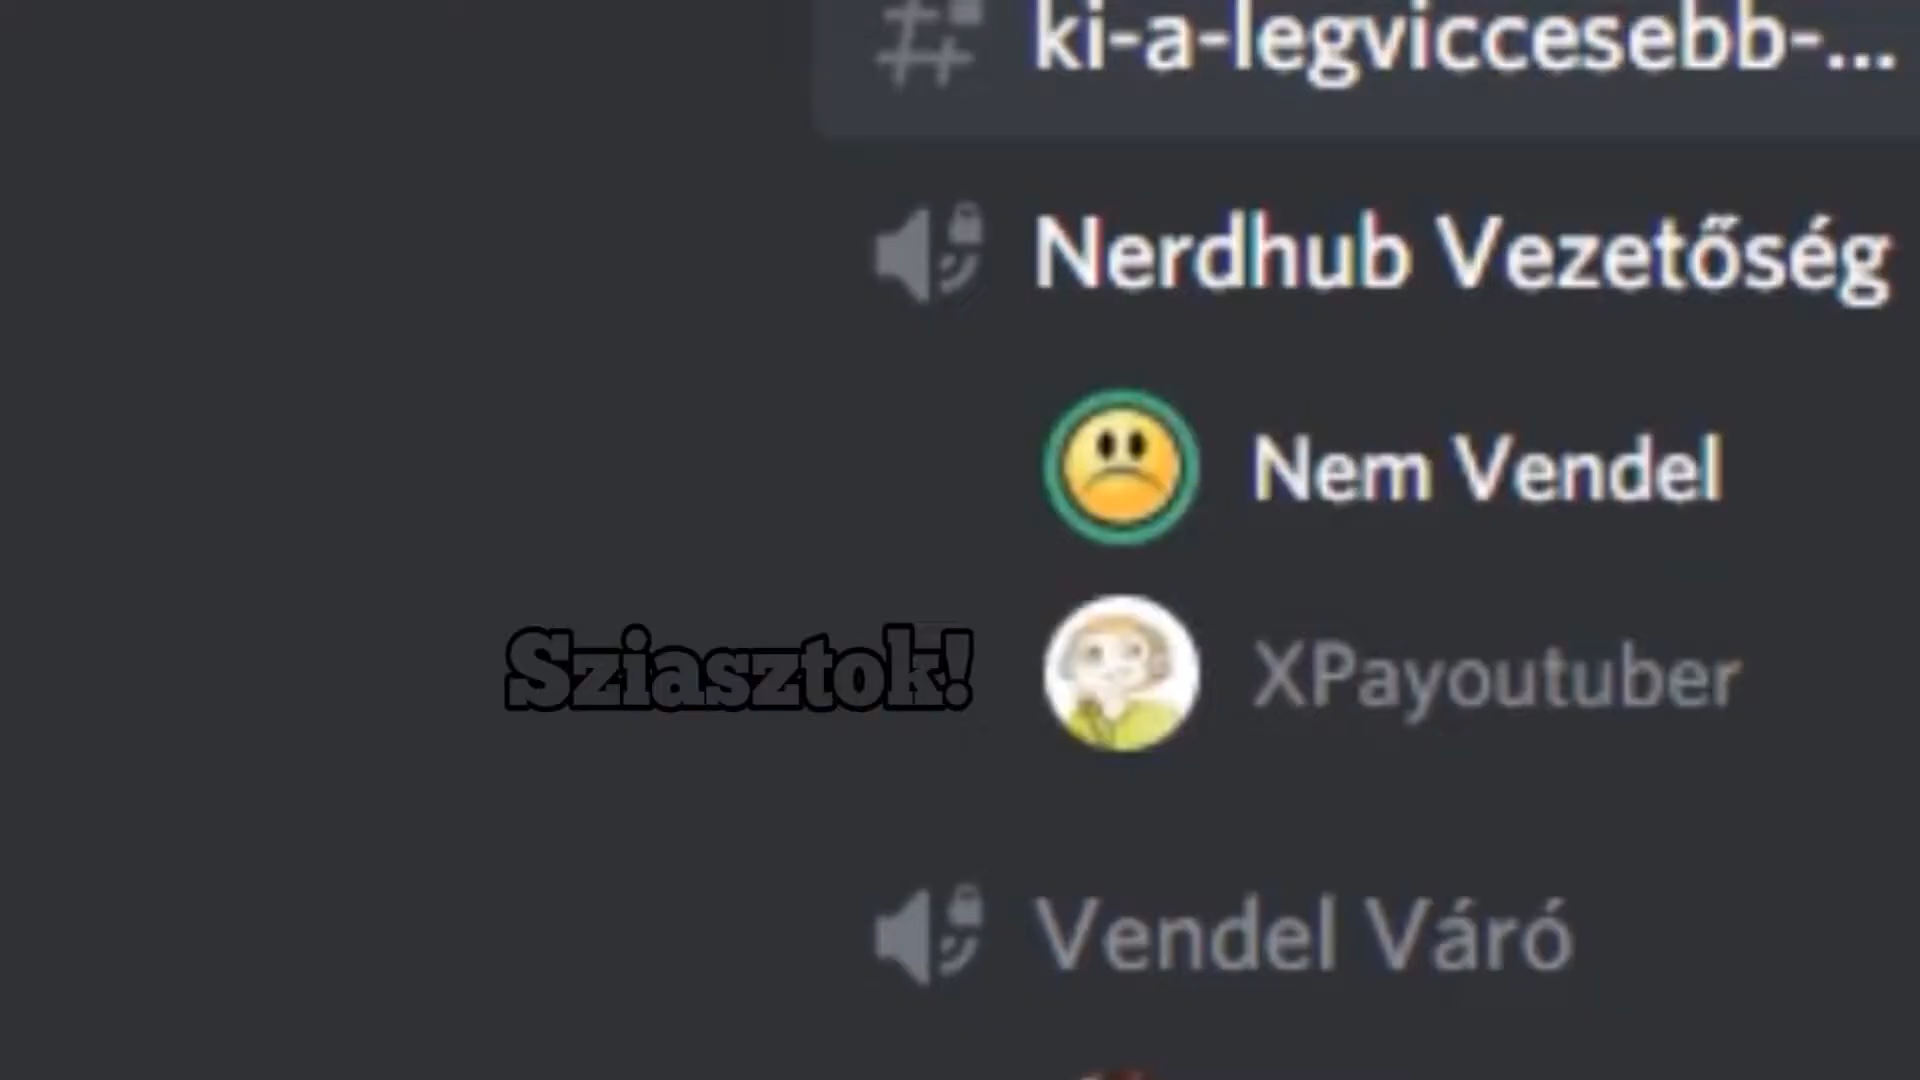 ki-a-legviccesebb-...
Nerdhub Vezetőség
Nem Vendel
Sziasztok!
XPayoutuber
Vendel Váró